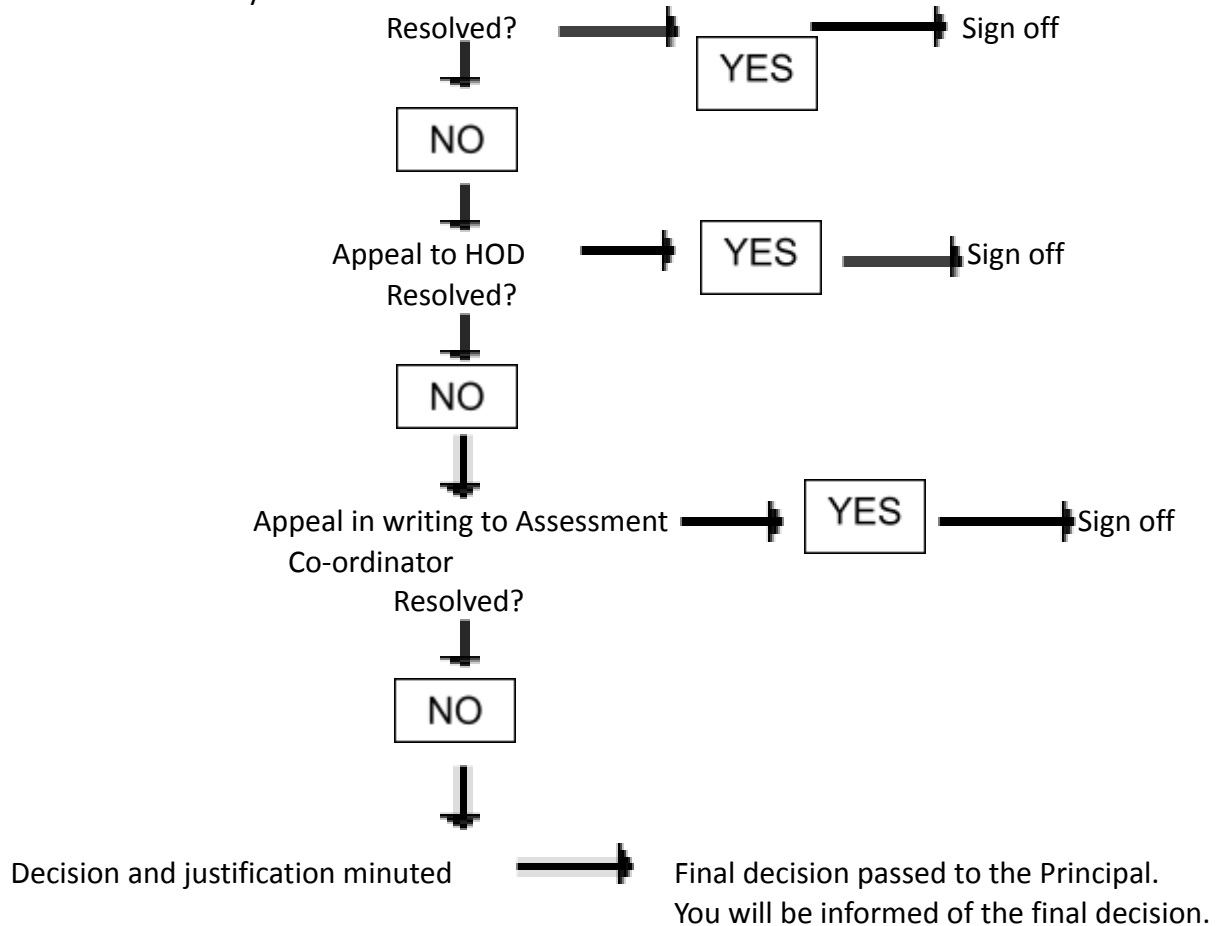 Resolved?
YES
Sign off
NO
Appeal to HOD
YES
Sign off
Resolved?
NO
Appeal in writing to Assessment
YES
Sign off
Co-ordinator
Resolved?
NO
Decision and justification minuted
Final decision passed to the Principal.
You will be informed of the final decision.